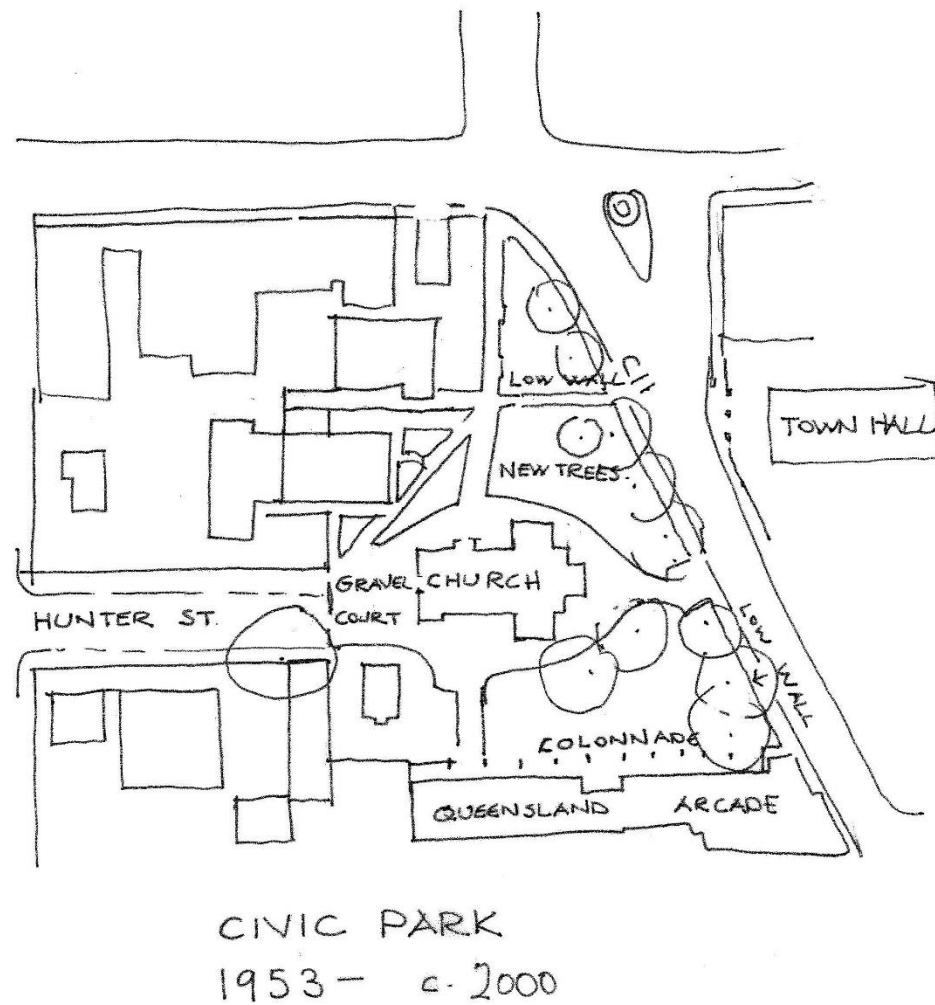 LOW WALL
TOWN HALL
NEW TREES.
GRAVEL
COURT
CHURCH
HUNTER ST.
LOW WALL
COLONNADE
QUEENSLAND ARCADE
CIVIC PARK
1953 - c. 2000